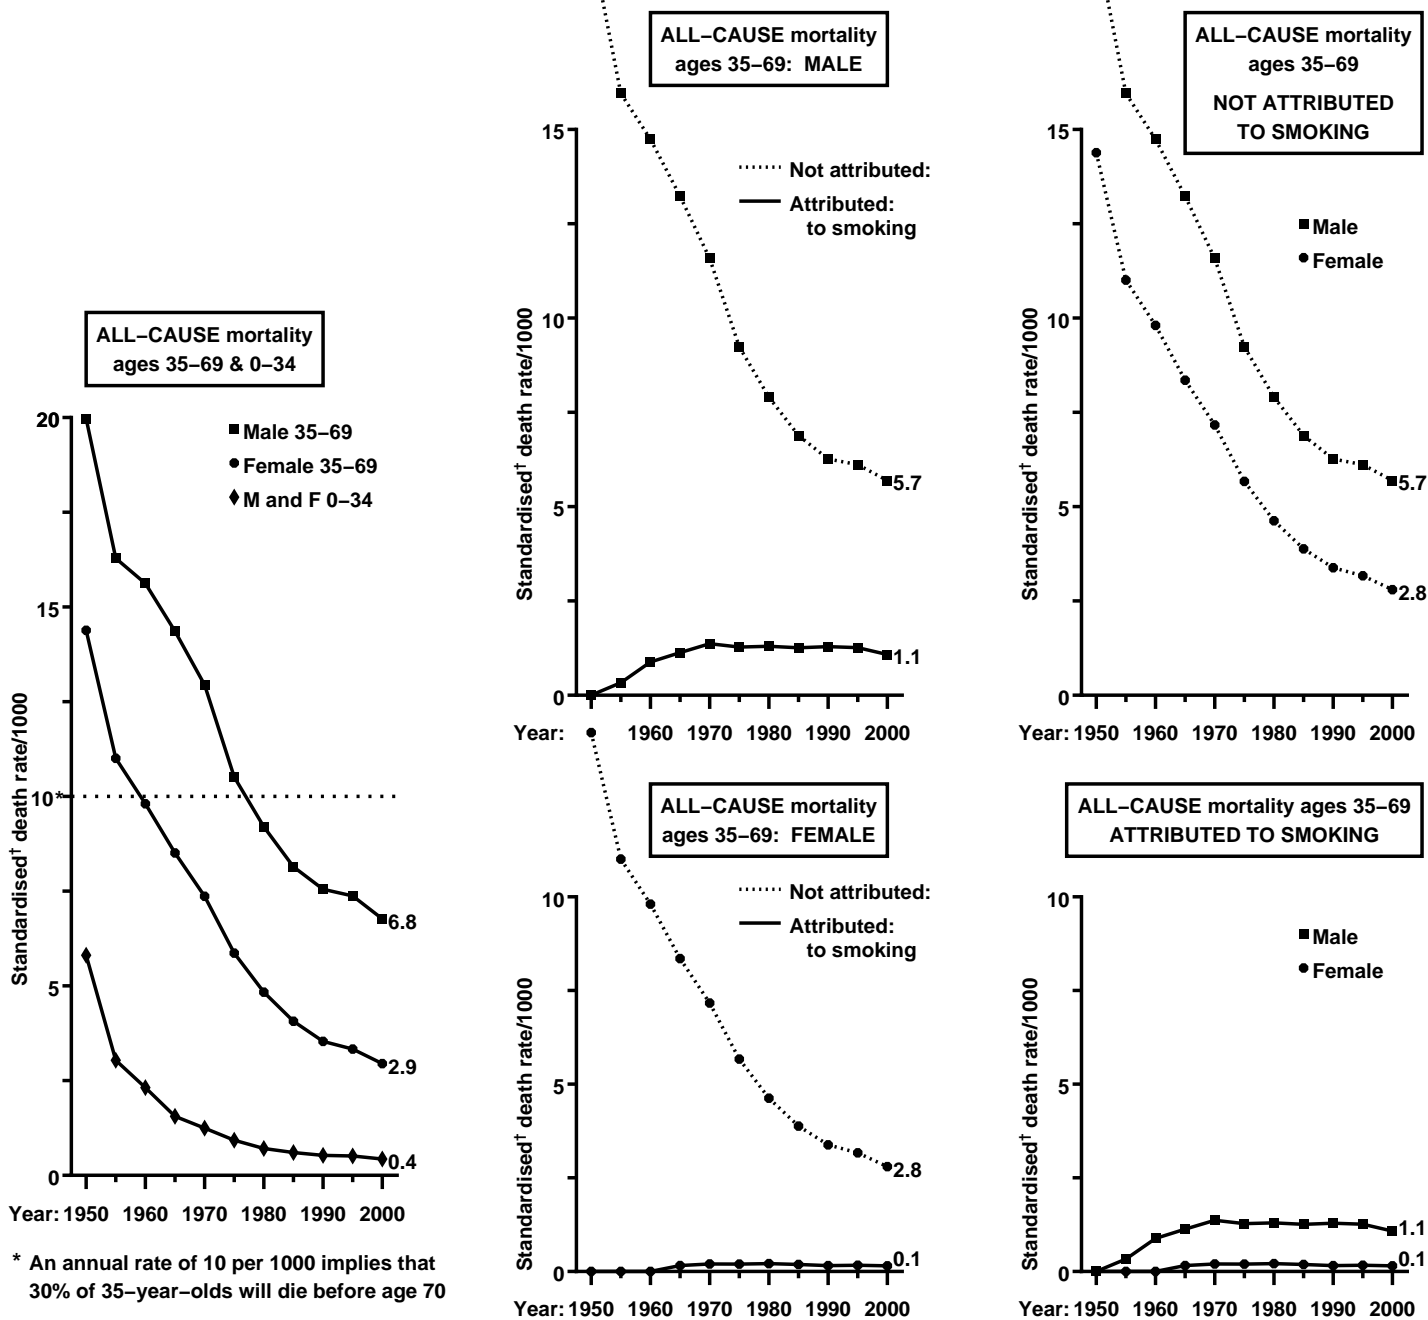 ALL–CAUSE mortality
ages 35–69 & 0–34
Male 35–69
Female 35–69
M and F 0–34
Standardised† death rate/1000
20
15
10*
5
0
6.8
2.9
0.4
Year: 1950 1960 1970 1980 1990 2000
* An annual rate of 10 per 1000 implies that
30% of 35–year–olds will die before age 70
ALL–CAUSE mortality
ages 35–69: MALE
Not attributed:
Attributed:
to smoking
Standardised† death rate/1000
15
10
5
0
5.7
1.1
Year: 1960 1970 1980 1990 2000
ALL–CAUSE mortality
ages 35–69
NOT ATTRIBUTED
TO SMOKING
Male
Female
Standardised† death rate/1000
15
10
5
0
5.7
2.8
Year: 1950 1960 1970 1980 1990 2000
ALL–CAUSE mortality
ages 35–69: FEMALE
Not attributed:
Attributed:
to smoking
Standardised† death rate/1000
10
5
0
2.8
0.1
Year: 1950 1960 1970 1980 1990 2000
ALL–CAUSE mortality ages 35–69
ATTRIBUTED TO SMOKING
Male
Female
Standardised† death rate/1000
10
5
0
1.1
0.1
Year: 1950 1960 1970 1980 1990 2000